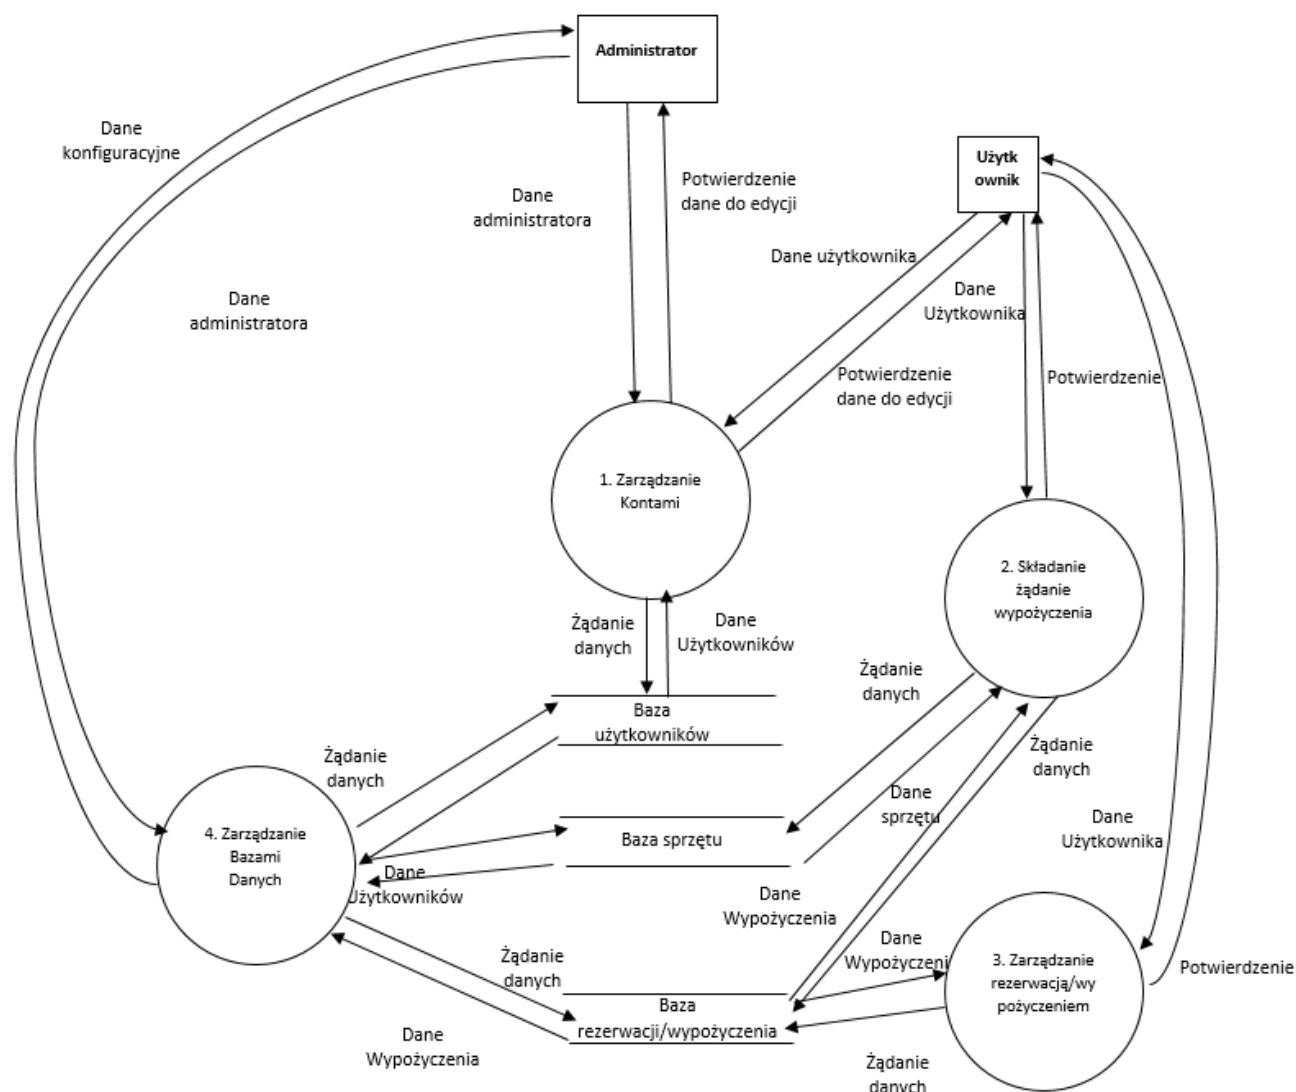 Administrator
Dane
konfiguracyjne
Użytk
ownik
Potwierdzenie
dane do edycji
Dane
administratora
Dane użytkownika
Dane
Użytkownika
Dane
administratora
Potwierdzenie
dane do edycji
Potwierdzenie
1. Zarządzanie
Kontami
2. Składanie
żądanie
wypożyczenia
Żądanie
danych
Dane
Użytkowników
Żądanie
danych
Baza
użytkowników
Żądanie
danych
Żądanie
danych
Dane
sprzętu
Dane
Użytkownika
4. Zarządzanie
Bazami
Danych
Baza sprzętu
Dane
Użytkowników
Dane
Wypożyczenia
Dane
Wypożyczeni
3. Zarządzanie
rezerwacją/wy
pożyczeniem
Potwierdzenie
Żądanie
danych
Baza
rezerwacji/wypożyczenia
Dane
Wypożyczenia
Żądanie
danych